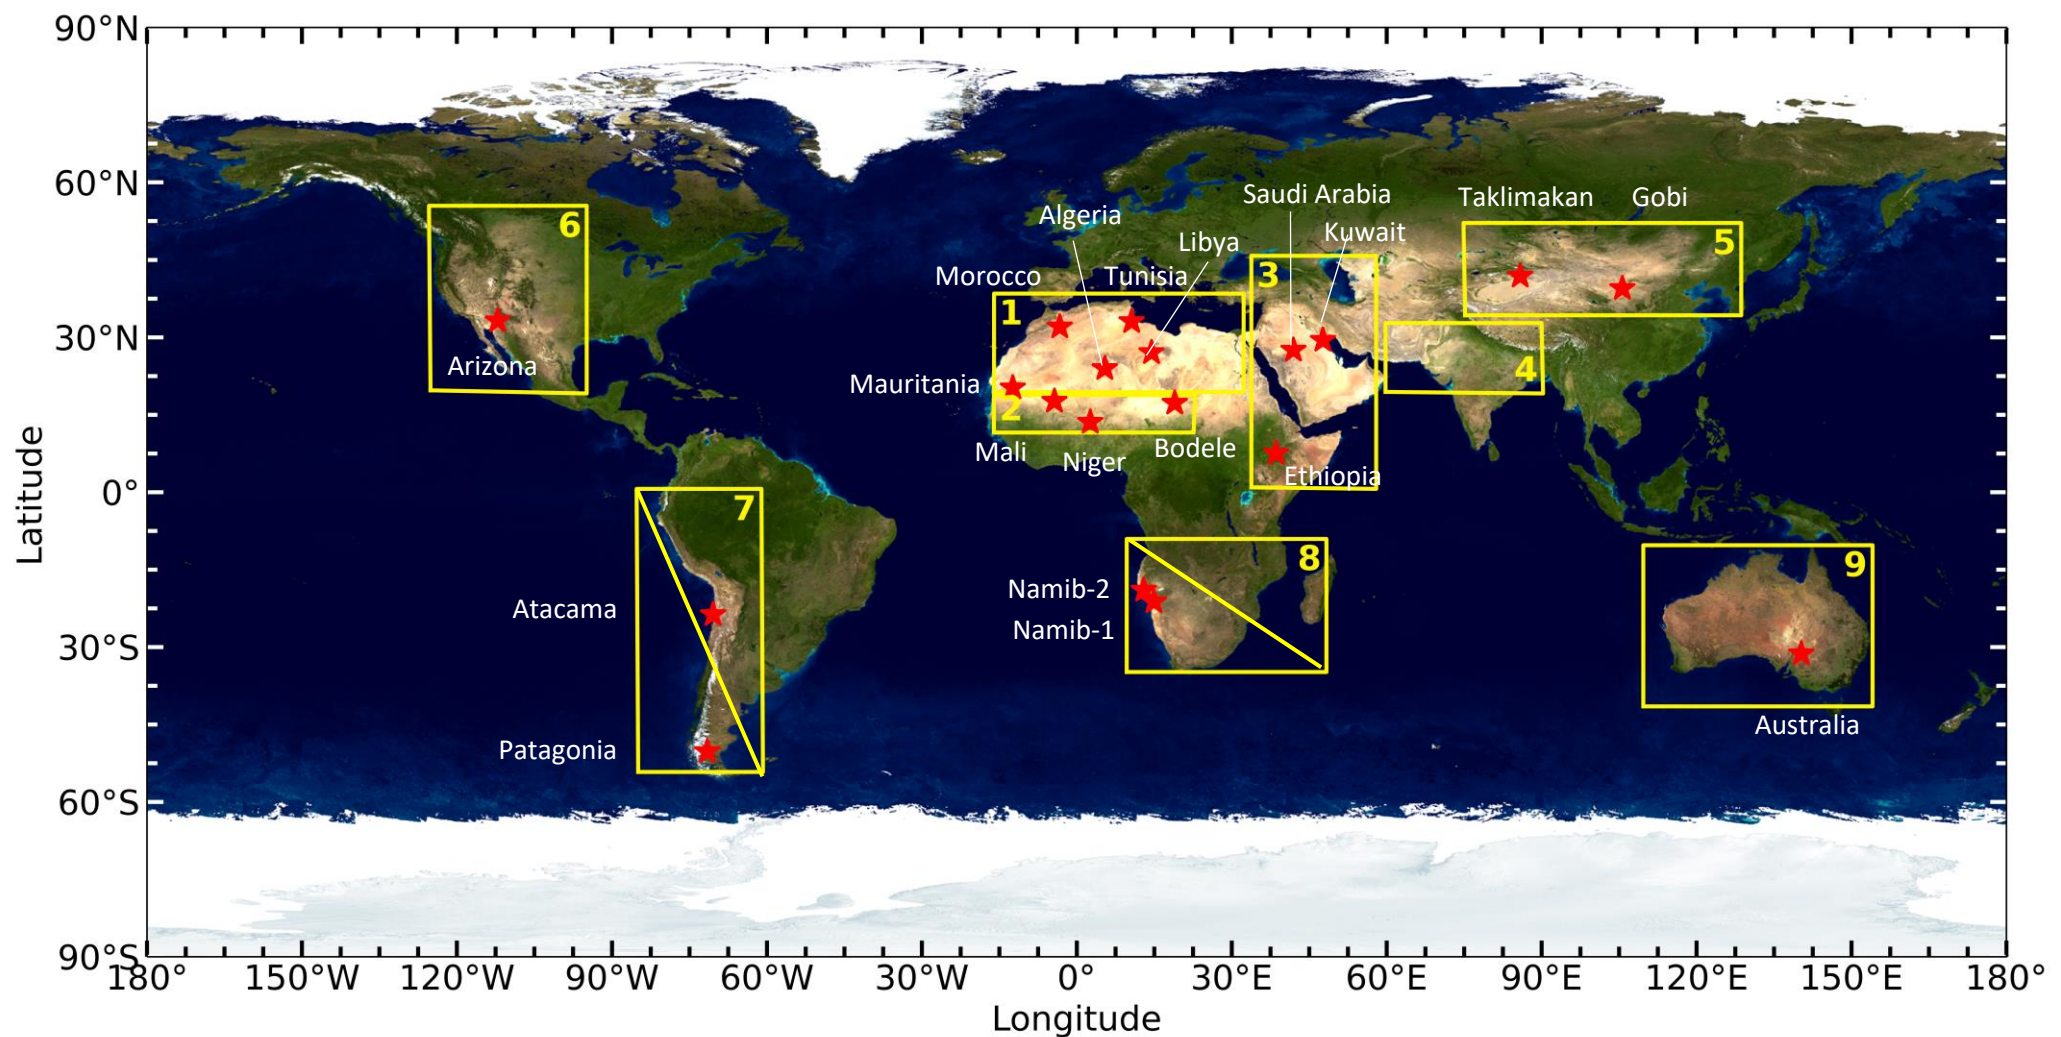 90°N
60°N
30°N
0°
30°S
60°S
90°S
Latitude
Saudi Arabia
Taklimakan
Gobi
Algeria
Kuwait
Libya
Morocco
Tunisia
6
5
3
1
4
Arizona
Mauritania
2
Mali
Niger
Bodele
Ethiopia
7
8
9
Namib-2
Atacama
Namib-1
Australia
Patagonia
180°
150°W
120°W
90°W
60°W
30°W
0°
30°E
60°E
90°E
120°E
150°E
180°
Longitude